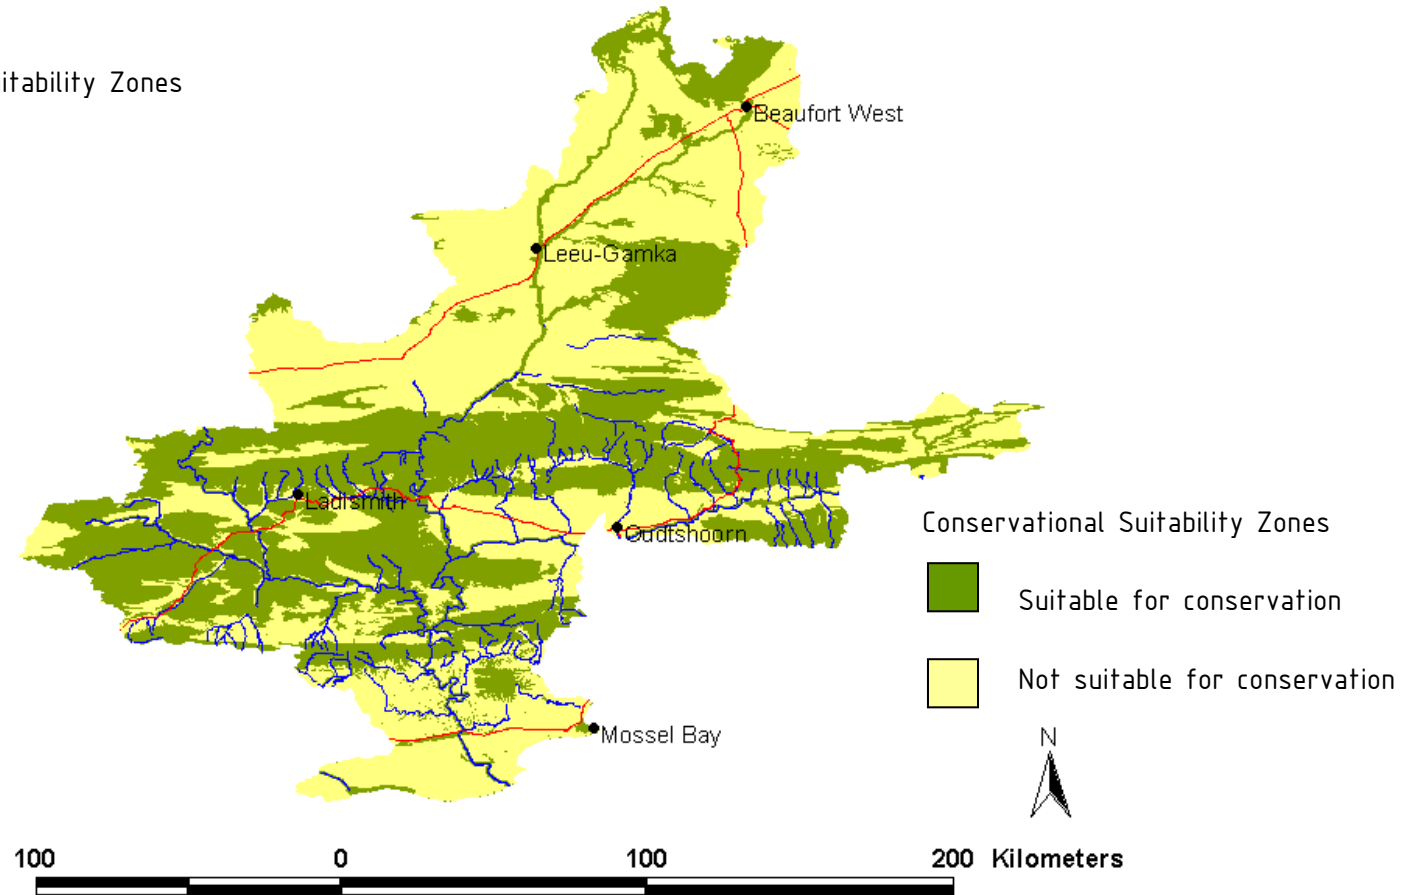 itability Zones
Beaufort West
Leeu-Gamka
Ladismith
Oudtshoorn
Conservational Suitability Zones
Suitable for conservation
Not suitable for conservation
Mossel Bay
N
100 0 100 200 Kilometers